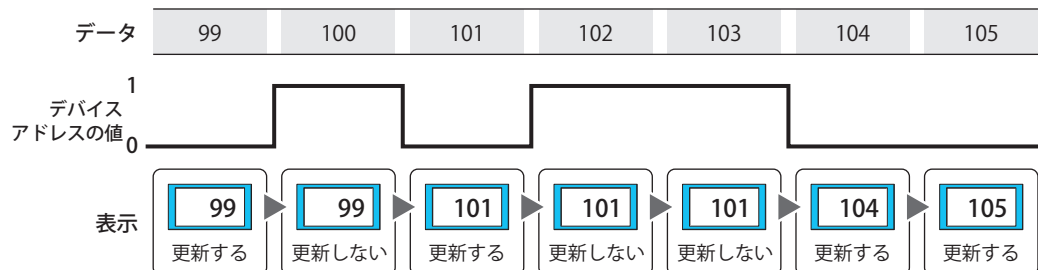 データ 99 100 101 102 103 104 105
1
デバイス
アドレスの値
0
表示 99 99 101 101 101 104 105
更新する 更新しない 更新する 更新しない 更新しない 更新する 更新する